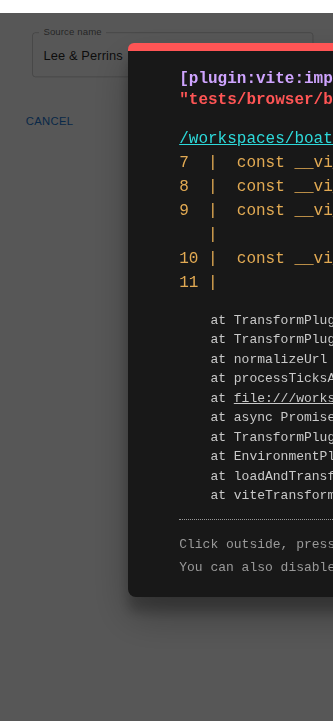 Source name
Lee & Perrins
CANCEL
[plugin:vite:imp
"tests/browser/b
/workspaces/boat
7 | const __vi
8 | const __vi
9 | const __vi
|
10 | const __vi
11 |
at TransformPlug
at TransformPlug
at normalizeUrl
at processTicksA
at file:///works
at async Promise
at TransformPlug
at EnvironmentPl
at loadAndTransf
at viteTransform
Click outside, press
You can also disable